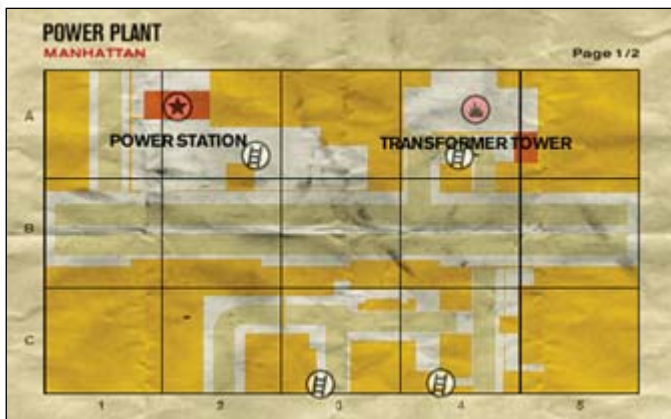 POWER PLANT
MANHATTAN
Page 1/2
A
POWER STATION
TRANSFORMER TOWER
B
C
1 2 3 4 5